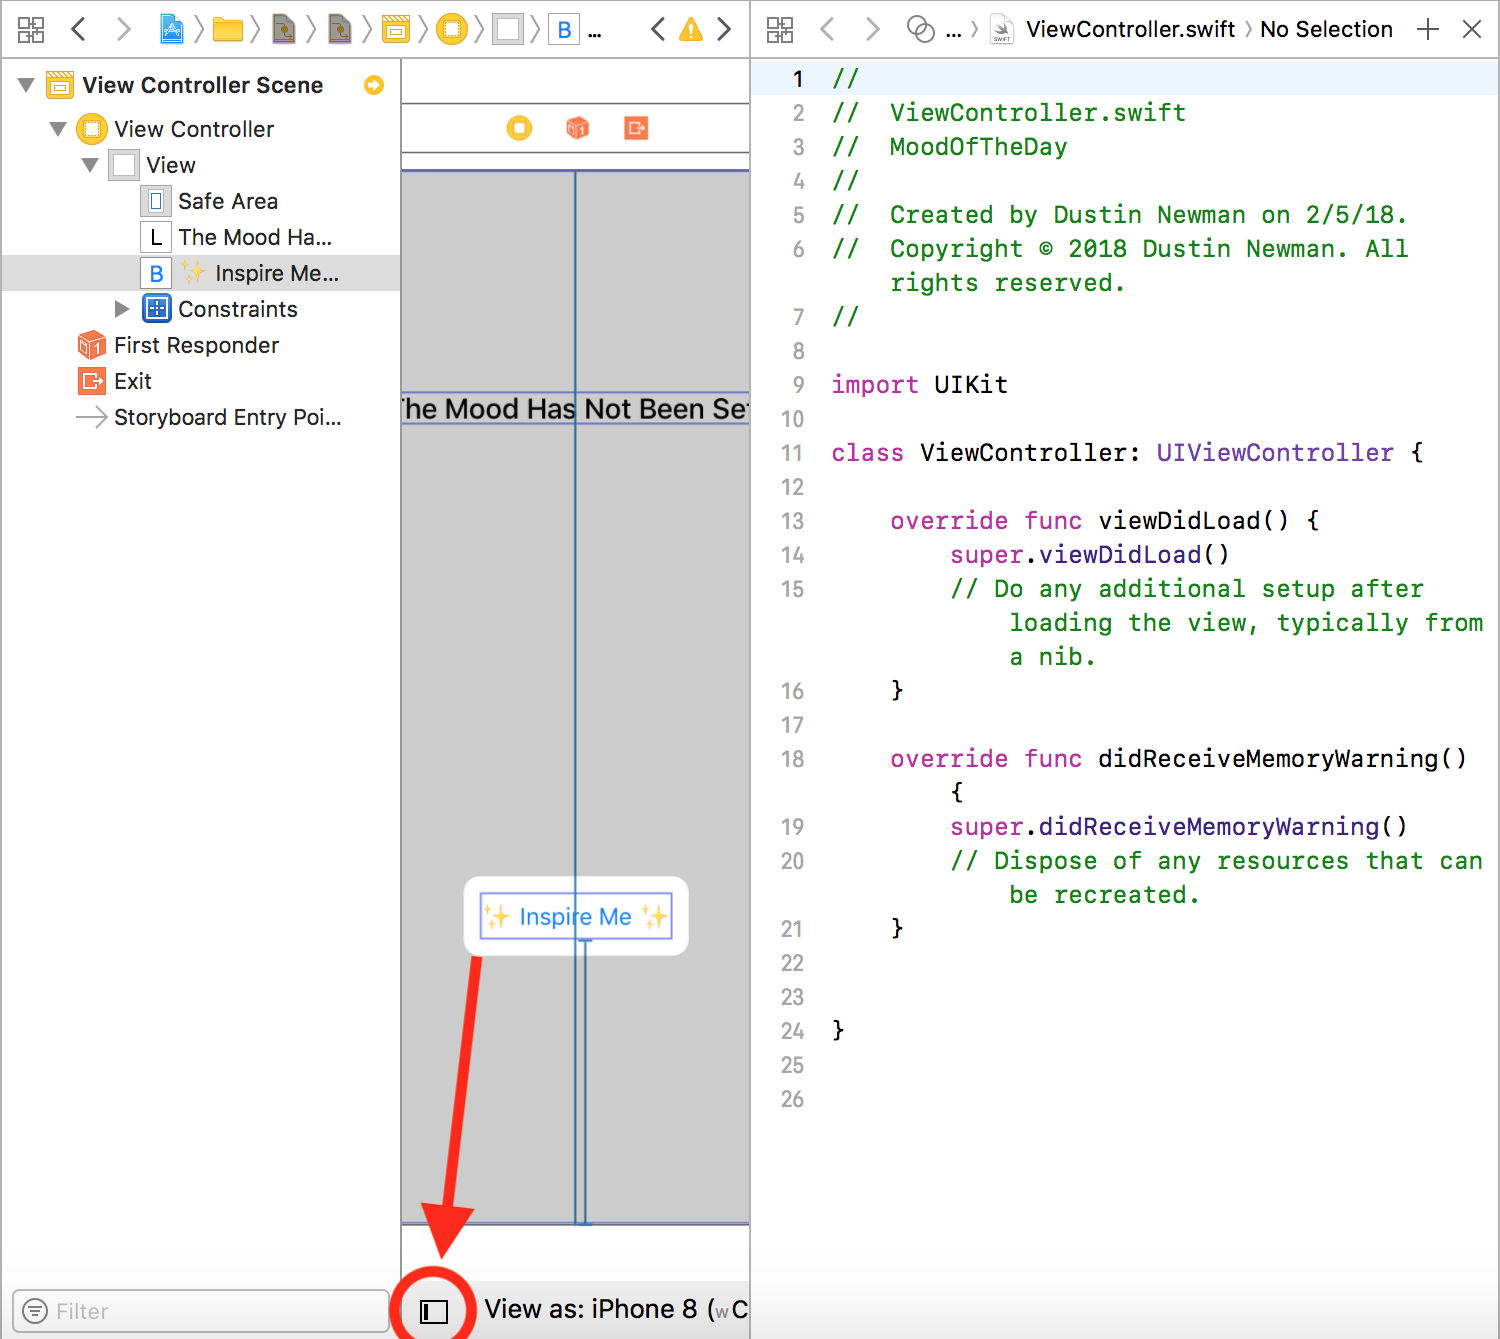 B ...
... ViewController.swift No Selection
View Controller Scene
View Controller
View
Safe Area
L The Mood Ha...
B ✨ Inspire Me...
Constraints
First Responder
Exit
Storyboard Entry Poi...
Filter
The Mood Has Not Been Set
✨ Inspire Me ✨
View as: iPhone 8 (wC
1 //
2 // ViewController.swift
3 // MoodOfTheDay
4 //
5 // Created by Dustin Newman on 2/5/18.
6 // Copyright © 2018 Dustin Newman. All
rights reserved.
7 //
8
9 import UIKit
10
11 class ViewController: UIViewController {
12
13 override func viewDidLoad() {
14 super.viewDidLoad()
15 // Do any additional setup after
loading the view, typically from
a nib.
16 }
17
18 override func didReceiveMemoryWarning()
{
19 super.didReceiveMemoryWarning()
20 // Dispose of any resources that can
be recreated.
21 }
22
23
24 }
25
26